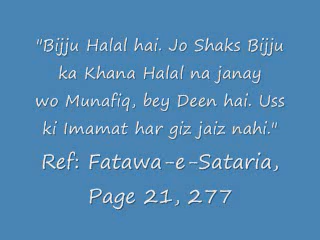 "Bijju Halal hai. Jo Shaks Bijju
ka Khana Halal na janay
wo Munafiq, bey Deen hai. Uss
ki Imamat har giz jaiz nahi."
Ref: Fatawa-e-Sataria,
Page 21, 277